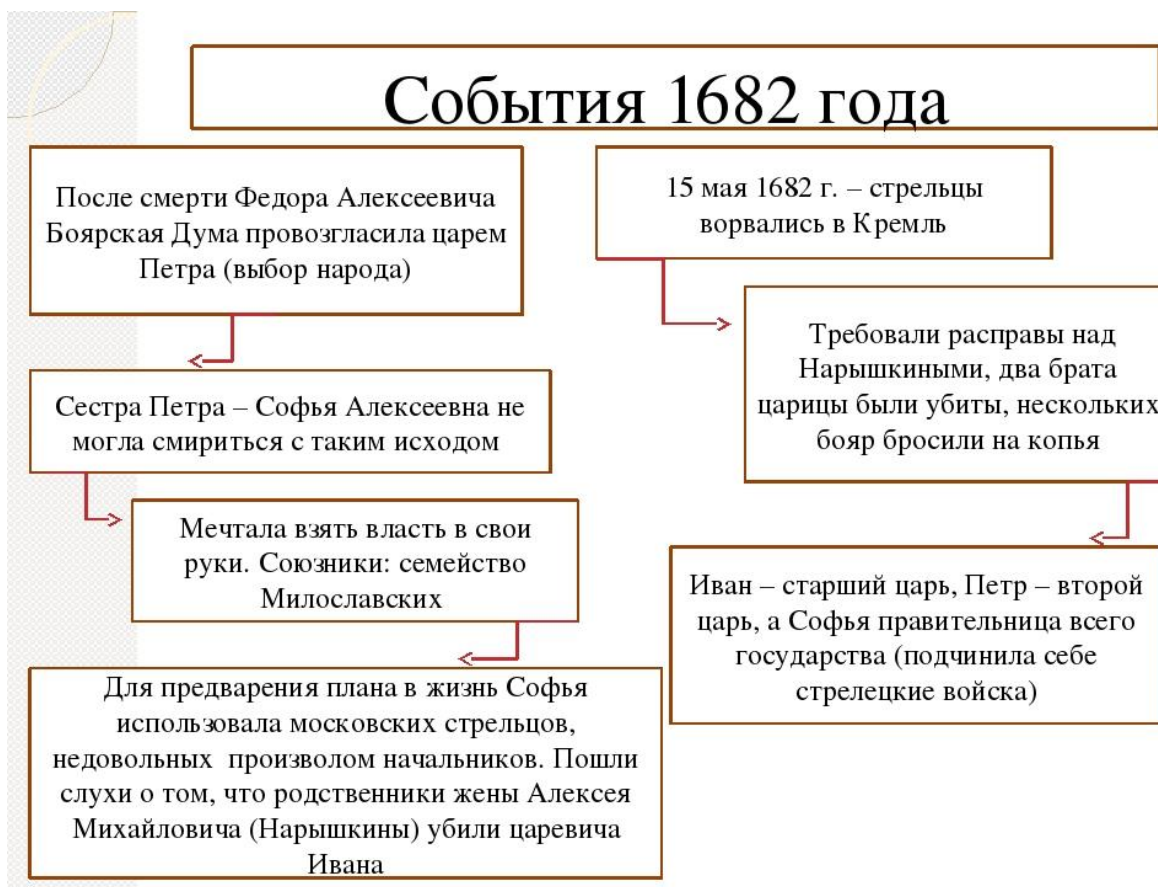 События 1682 года
После смерти Федора Алексеевича
Боярская Дума провозгласила царем
Петра (выбор народа)
Сестра Петра – Софья Алексеевна не
могла смириться с таким исходом
Мечтала взять власть в свои
руки. Союзники: семейство
Милославских
Для предварения плана в жизнь Софья
использовала московских стрельцов,
недовольных произволом начальников. Пошли
слухи о том, что родственники жены Алексея
Михайловича (Нарышкины) убили царевича
Ивана
15 мая 1682 г. – стрельцы
ворвались в Кремль
Требовали расправы над
Нарышкиными, два брата
царицы были убиты, нескольких
бояр бросили на копья
Иван – старший царь, Петр – второй
царь, а Софья правительница всего
государства (подчинила себе
стрелецкие войска)